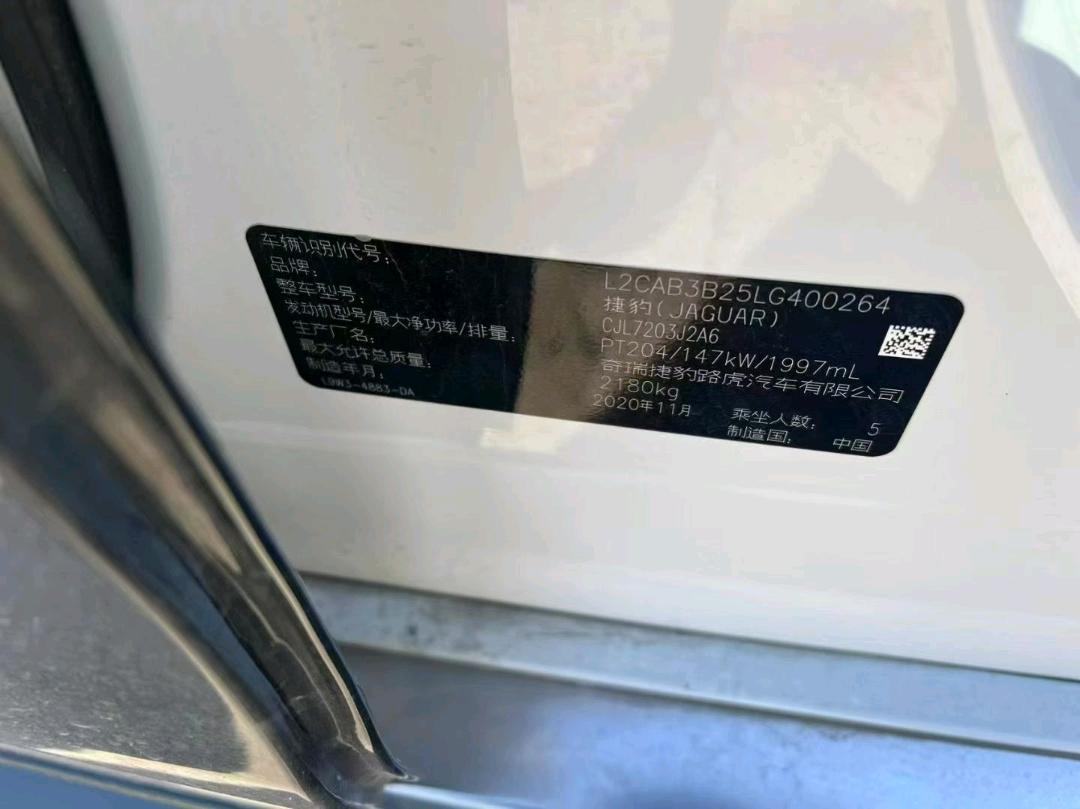 车辆识别代号: L2CAB3B25LG400264
品牌: 捷豹(JAGUAR)
整车型号: CJL7203J2A6
发动机型号/最大净功率/排量: PT204/147kW/1997mL
生产厂名: 奇瑞捷豹路虎汽车有限公司
最大允许总质量: 2180kg 乘坐人数: 5
制造年月: 2020年11月 制造国: 中国
L9W3-4883-DA